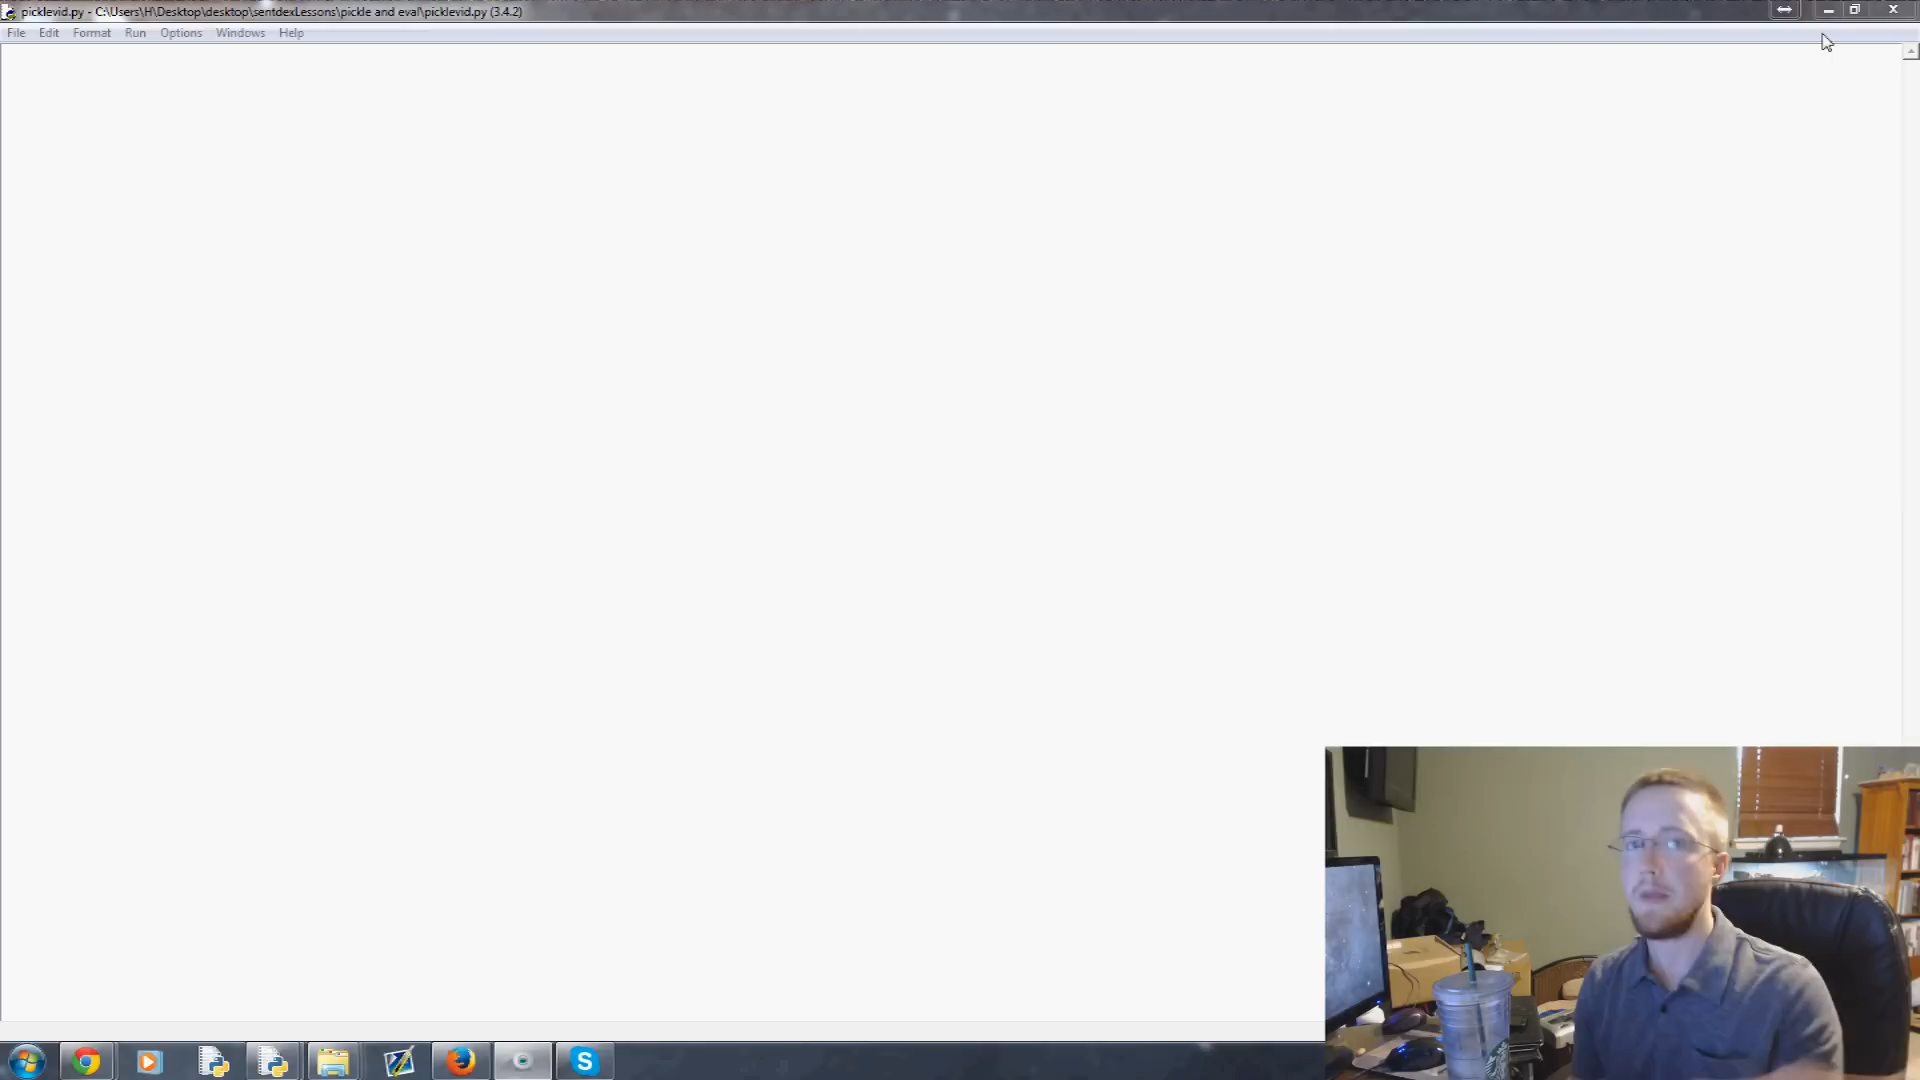 picklevid.py - C:\Users\H\Desktop\desktop\sentdexLessons\pickle and eval\picklevid.py (3.4.2)
File Edit Format Run Options Windows Help